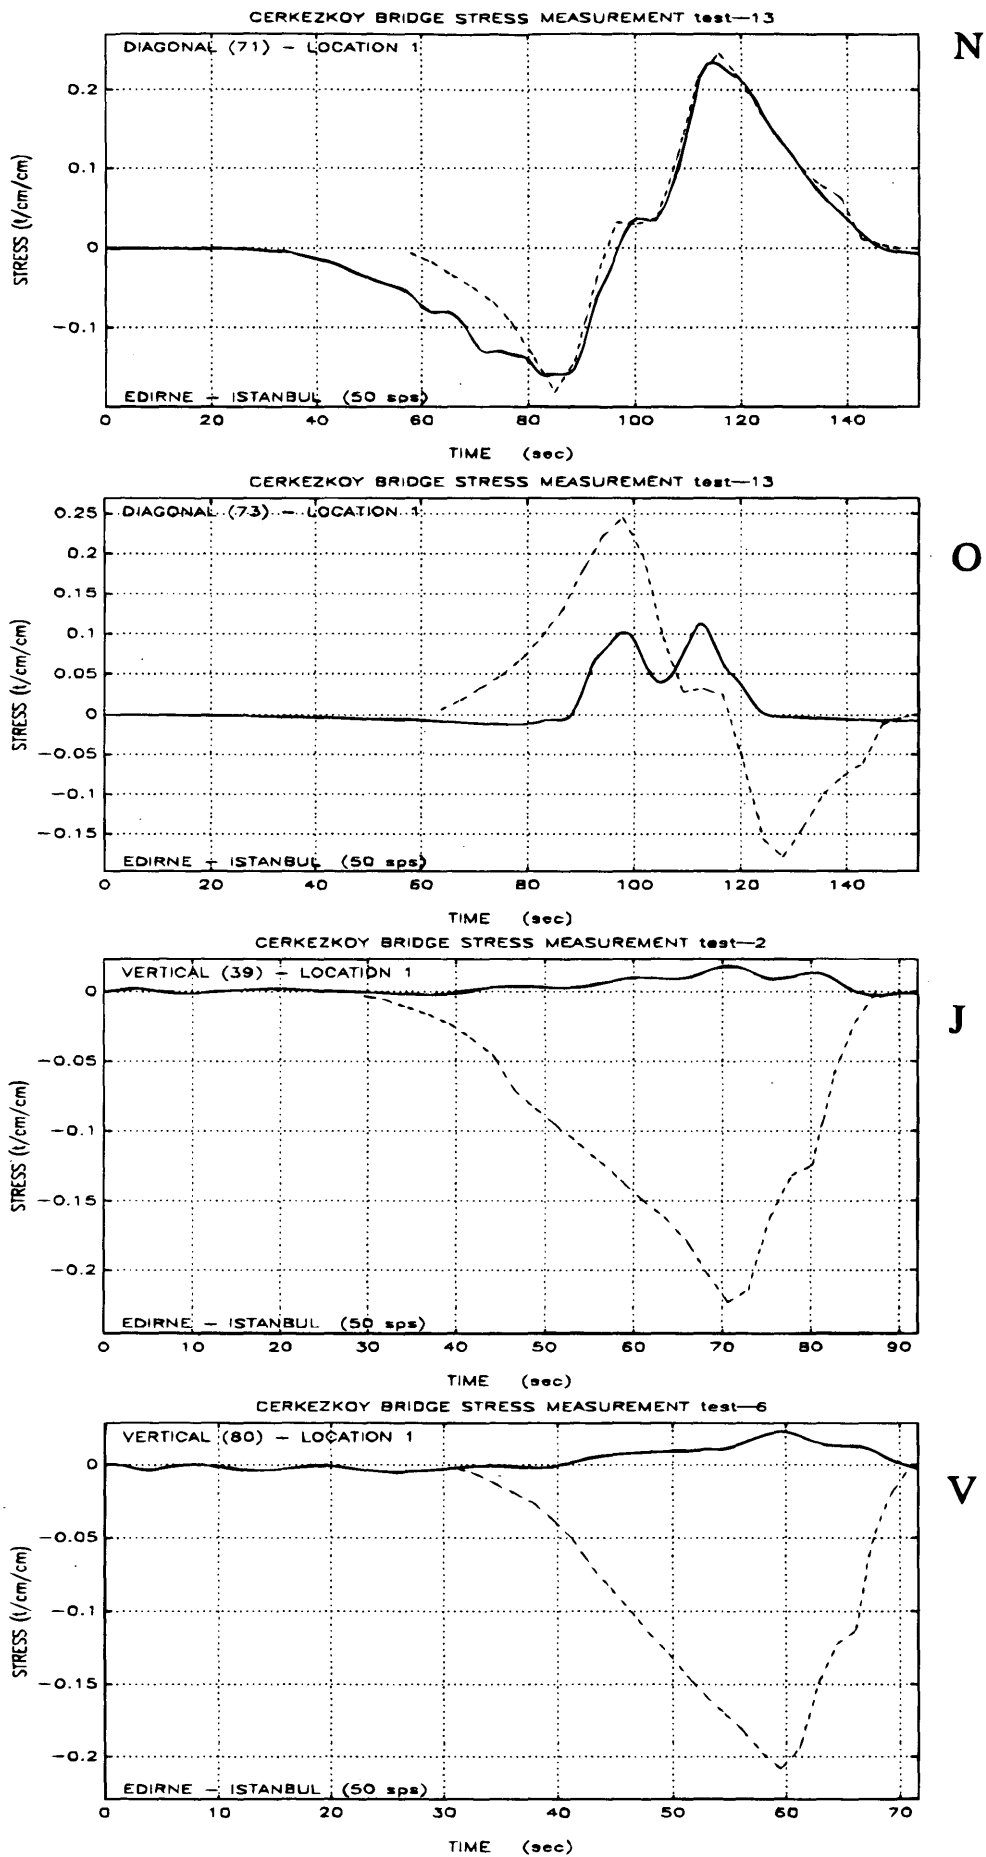 CERKEZKOY BRIDGE STRESS MEASUREMENT test-13
N
DIAGONAL (71) - LOCATION 1
0.2
0.1
0
-0.1
STRESS (t/cm/cm)
EDIRNE - ISTANBUL (50 sps)
0 20 40 60 80 100 120 140
TIME (sec)
CERKEZKOY BRIDGE STRESS MEASUREMENT test-13
O
DIAGONAL (73) - LOCATION 1
0.25
0.2
0.15
0.1
0.05
0
-0.05
-0.1
-0.15
STRESS (t/cm/cm)
EDIRNE - ISTANBUL (50 sps)
0 20 40 60 80 100 120 140
TIME (sec)
CERKEZKOY BRIDGE STRESS MEASUREMENT test-2
J
VERTICAL (39) - LOCATION 1
0
-0.05
-0.1
-0.15
-0.2
STRESS (t/cm/cm)
EDIRNE - ISTANBUL (50 sps)
0 10 20 30 40 50 60 70 80 90
TIME (sec)
CERKEZKOY BRIDGE STRESS MEASUREMENT test-6
V
VERTICAL (80) - LOCATION 1
0
-0.05
-0.1
-0.15
-0.2
STRESS (t/cm/cm)
EDIRNE - ISTANBUL (50 sps)
0 10 20 30 40 50 60 70
TIME (sec)